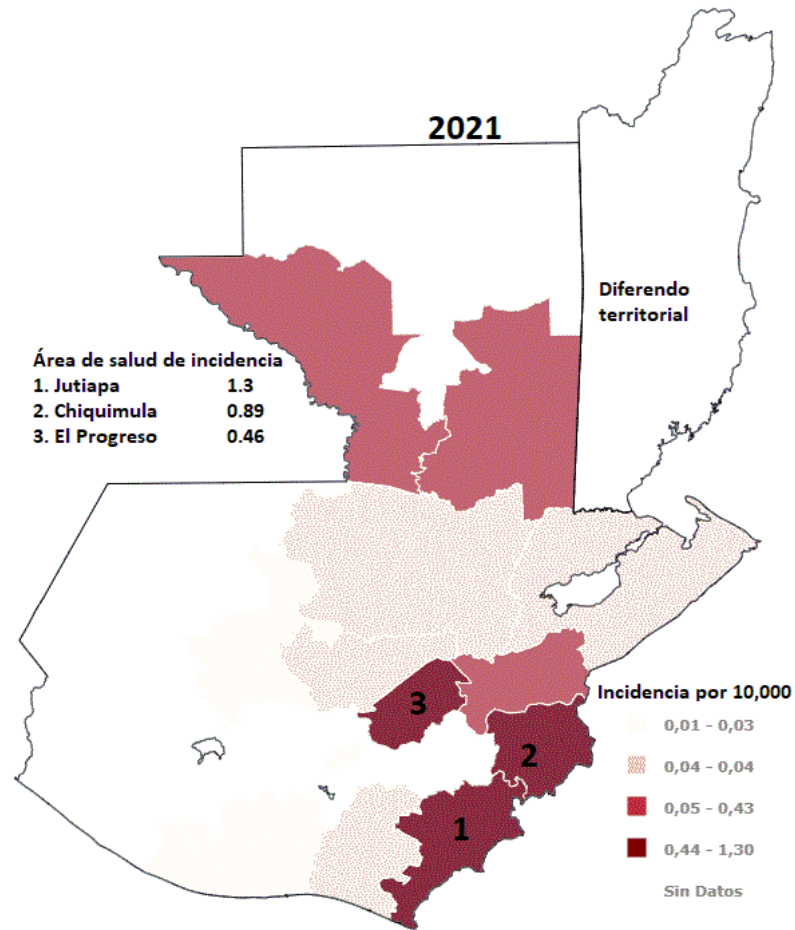 2021
Diferendo
territorial
Área de salud de incidencia
1. Jutiapa 1.3
2. Chiquimula 0.89
3. El Progreso 0.46
3
2
1
Incidencia por 10,000
0,01 - 0,03
0,04 - 0,04
0,05 - 0,43
0,44 - 1,30
Sin Datos